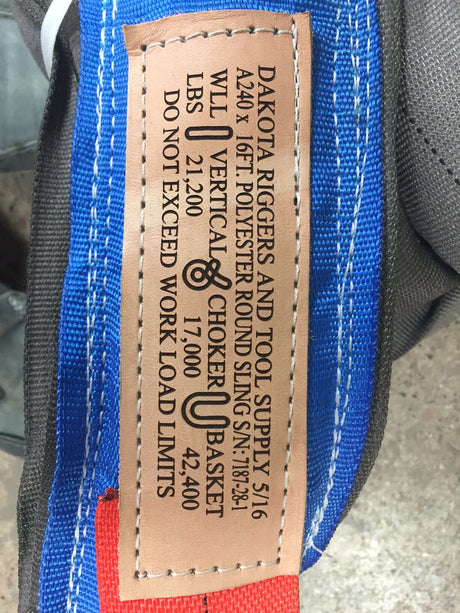 DAKOTA RIGGERS AND TOOL SUPPLY 5/16
A240 x 16FT. POLYESTER ROUND SLING S/N: 7187-28-1
WLL VERTICAL CHOKER BASKET
LBS 21,200 17,000 42,400
DO NOT EXCEED WORK LOAD LIMITS